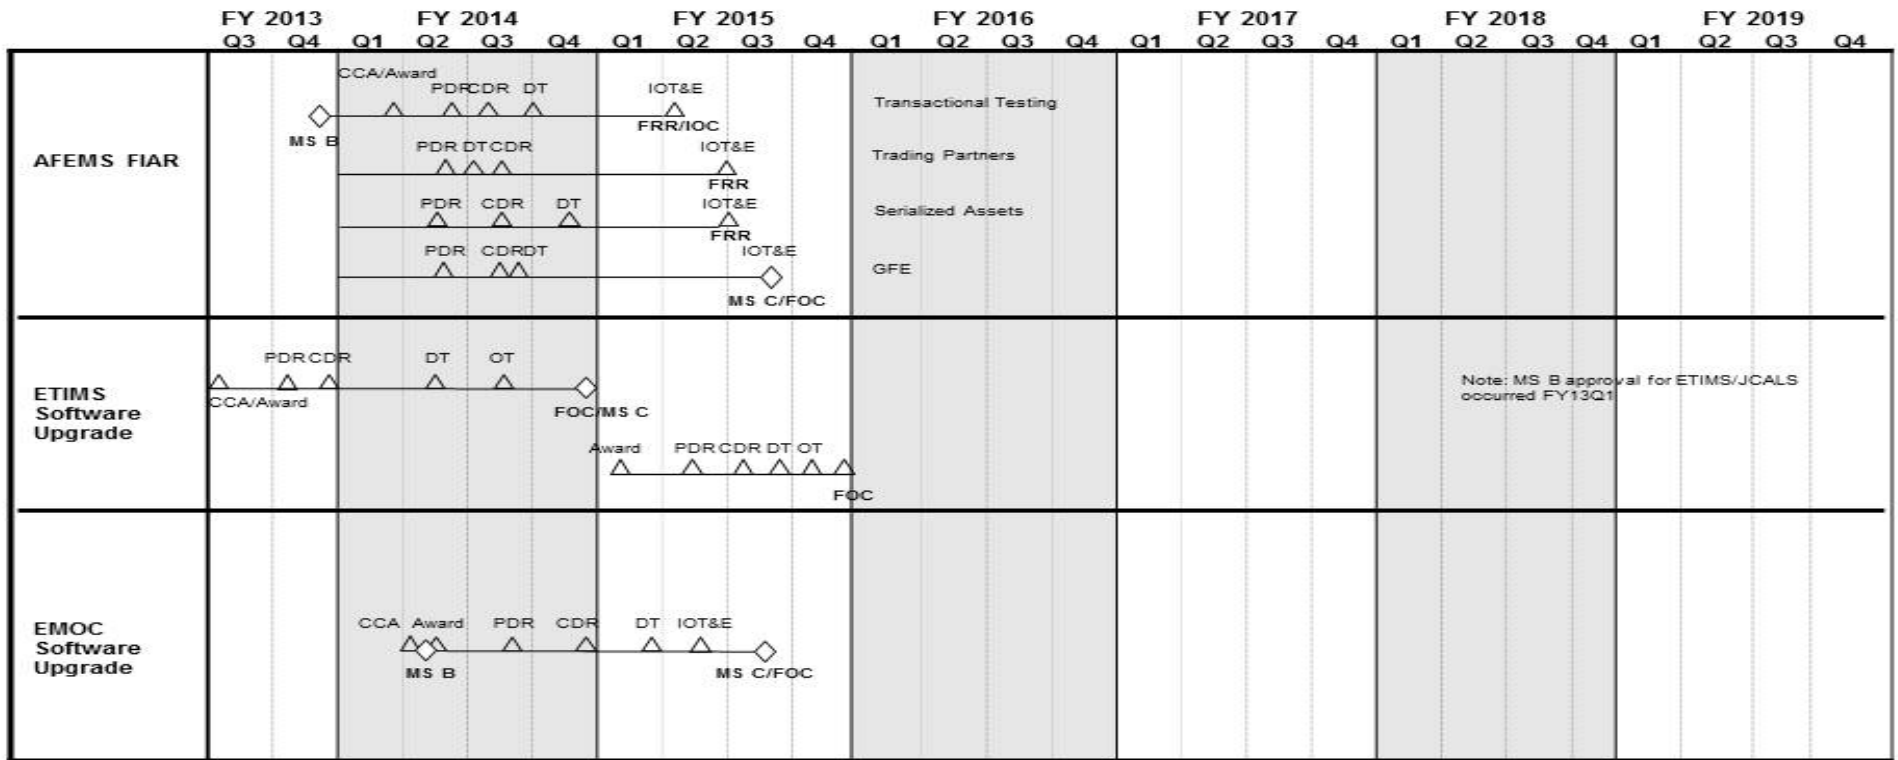 FY 2013 FY 2014 FY 2015 FY 2016 FY 2017 FY 2018 FY 2019
Q3 Q4 Q1 Q2 Q3 Q4 Q1 Q2 Q3 Q4 Q1 Q2 Q3 Q4 Q1 Q2 Q3 Q4 Q1 Q2 Q3 Q4 Q1 Q2 Q3 Q4
CCA/Award
PDR CDR DT IOT&E
Transactional Testing
FRR/IOC
MS B
AFEMS FIAR
PDR DT CDR IOT&E
Trading Partners
FRR
PDR CDR DT IOT&E
Serialized Assets
FRR
PDR CDR DT IOT&E
GFE
MS C/FOC
PDR CDR DT OT
CCA/Award
FOC/MS C
ETIMS
Software
Upgrade
Note: MS B approval for ETIMS/JCALS
occurred FY13Q1
Award PDR CDR DT OT
FOC
CCA Award PDR CDR DT IOT&E
MS B MS C/FOC
EMOC
Software
Upgrade